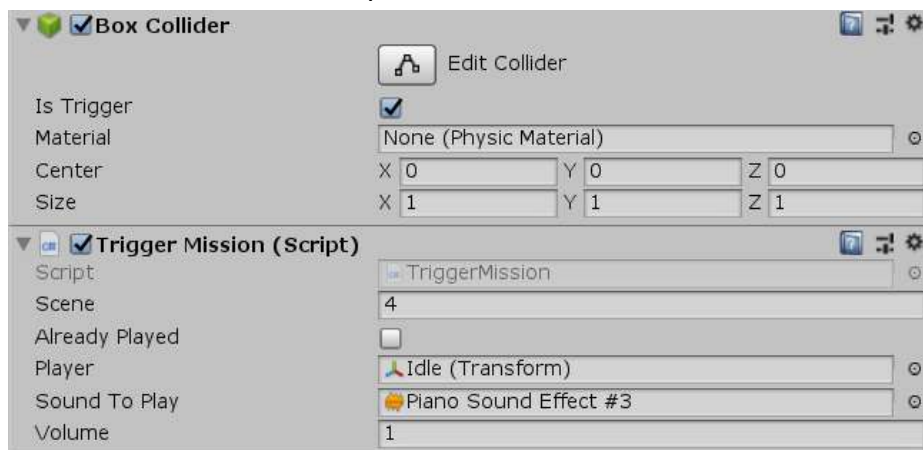 Box Collider
Edit Collider
Is Trigger
Material None (Physic Material)
Center X 0 Y 0 Z 0
Size X 1 Y 1 Z 1
Trigger Mission (Script)
Script TriggerMission
Scene 4
Already Played
Player Idle (Transform)
Sound To Play Piano Sound Effect #3
Volume 1